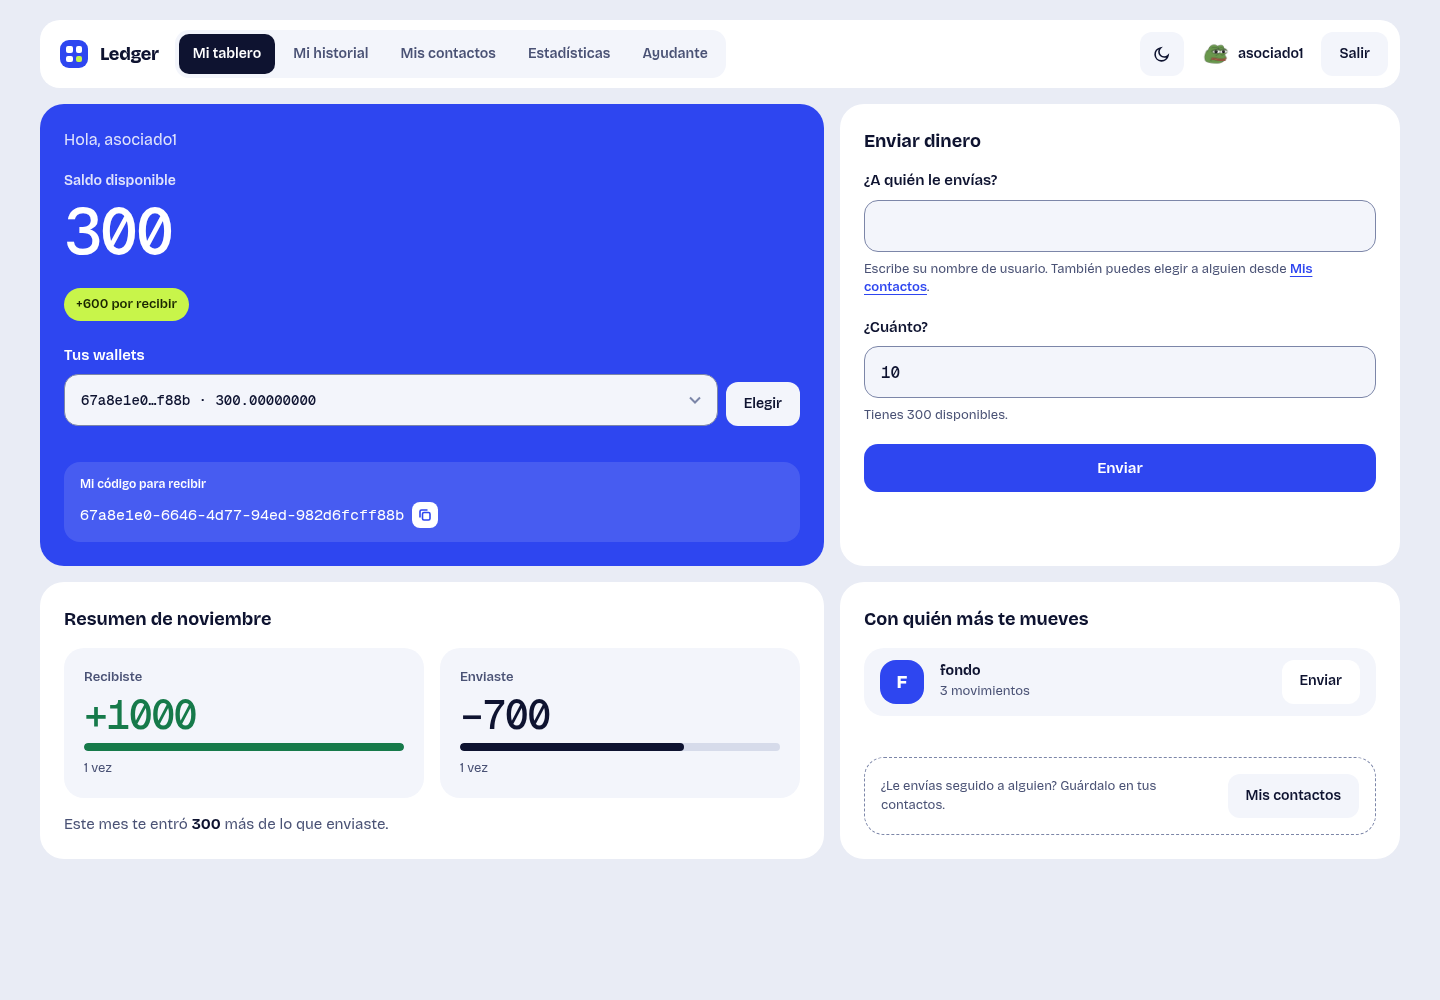 Ledger
Mi tablero
Mi historial
Mis contactos
Estadísticas
Ayudante
asociado1
Salir
Hola, asociado1
Saldo disponible
300
+600 por recibir
Tus wallets
67a8e1e0…f88b · 300.00000000
Elegir
Mi código para recibir
67a8e1e0-6646-4d77-94ed-982d6fcff88b
Enviar dinero
¿A quién le envías?
Escribe su nombre de usuario. También puedes elegir a alguien desde Mis
contactos.
¿Cuánto?
10
Tienes 300 disponibles.
Enviar
Resumen de noviembre
Recibiste
+1000
1 vez
Enviaste
−700
1 vez
Este mes te entró 300 más de lo que enviaste.
Con quién más te mueves
F
fondo
3 movimientos
Enviar
¿Le envías seguido a alguien? Guárdalo en tus
contactos.
Mis contactos